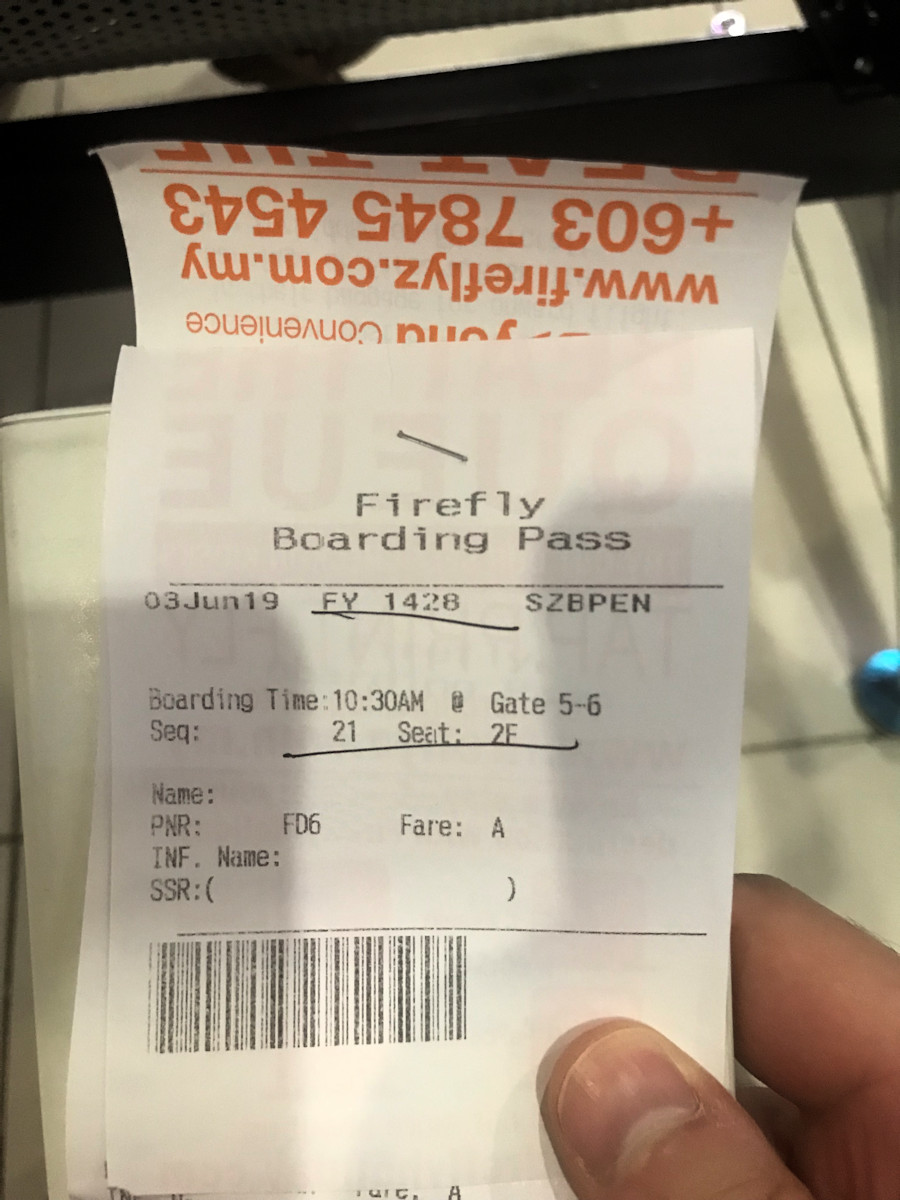 +603 7845 4543
www.fireflyz.com.my
Convenience
Firefly
Boarding Pass
03Jun19 FY 1428 SZBPEN
Boarding Time:10:30AM @ Gate 5-6
Seq: 21 Seat: 2F
Name:
PNR: FD6 Fare: A
INF. Name:
SSR:( )